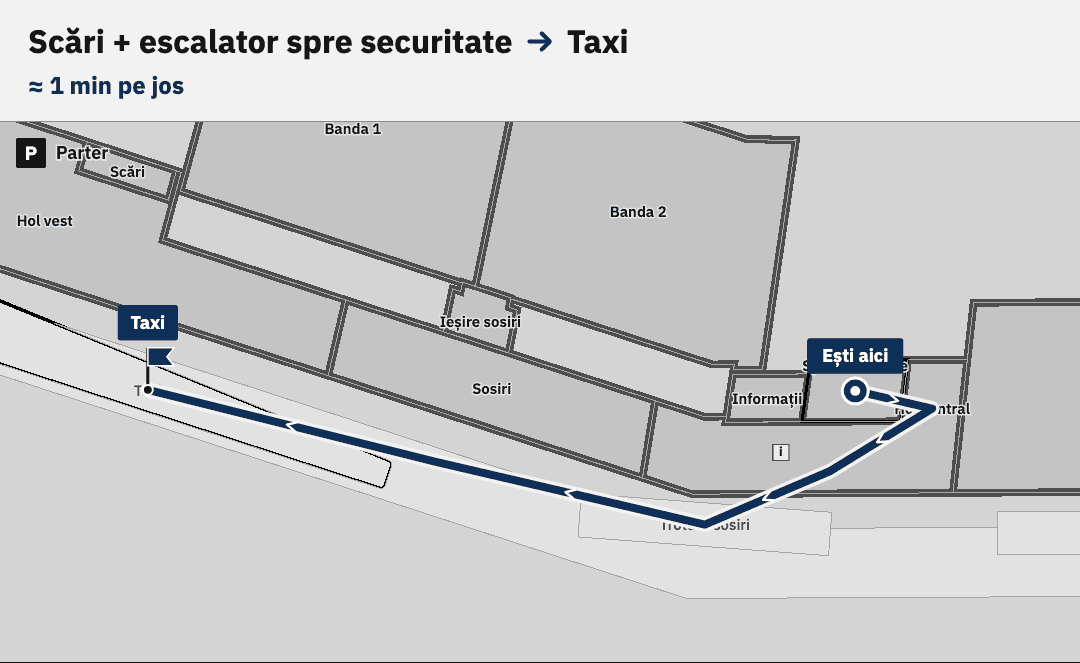 Scări + escalator spre securitate → Taxi
≈ 1 min pe jos
Banda 1
P Parter
Scări
Banda 2
Hol vest
Taxi
Ieșire sosiri
Ești aici
Sosiri
Informații
i
sosiri